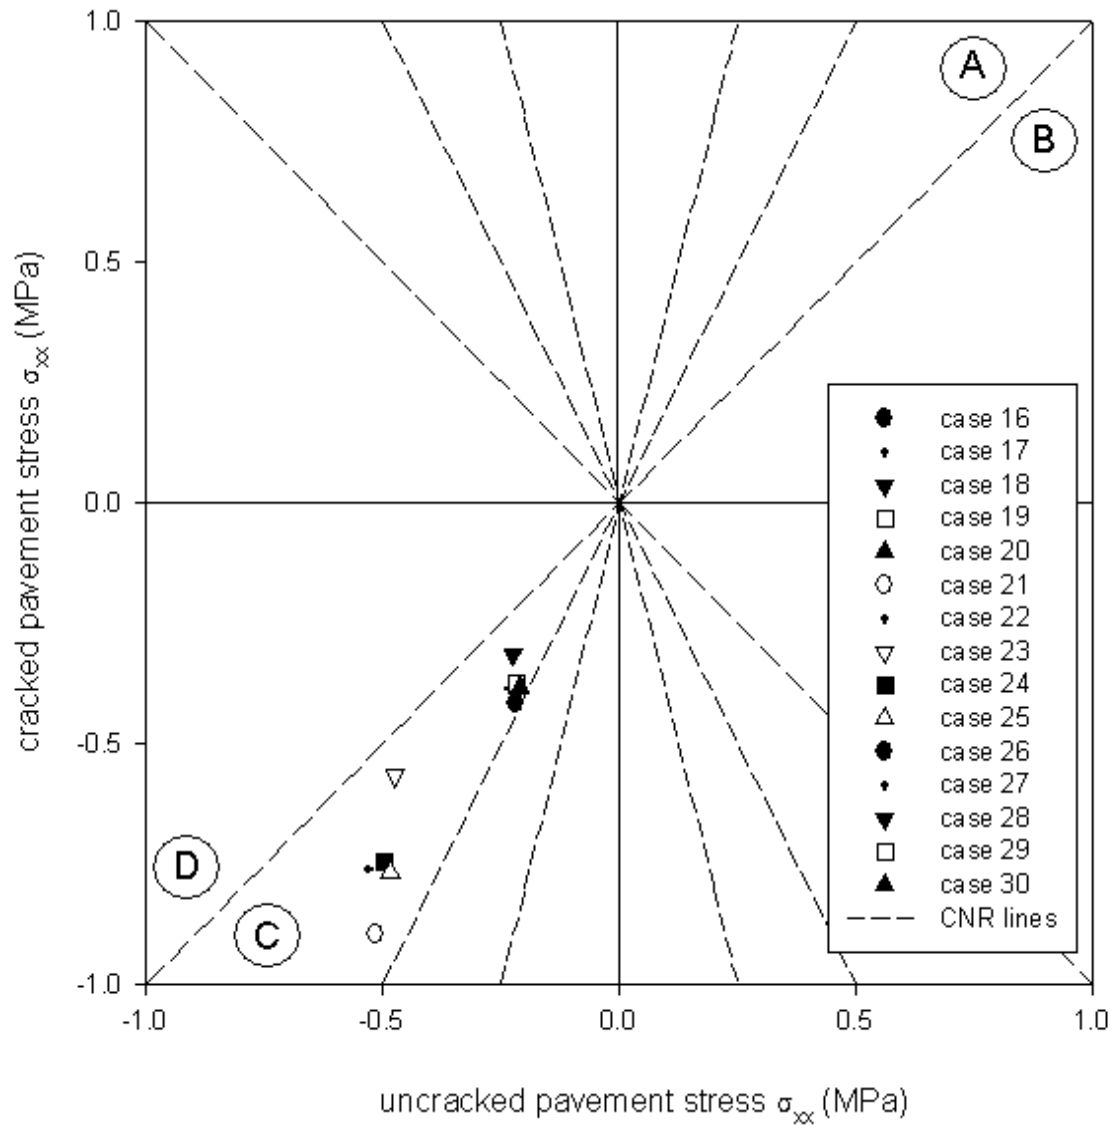 1.0
A
B
0.5
cracked pavement stress σxx (MPa)
0.0
-0.5
-1.0
case 16
case 17
case 18
case 19
case 20
case 21
case 22
case 23
case 24
case 25
case 26
case 27
case 28
case 29
case 30
CNR lines
D
C
-1.0 -0.5 0.0 0.5 1.0
uncracked pavement stress σxx (MPa)